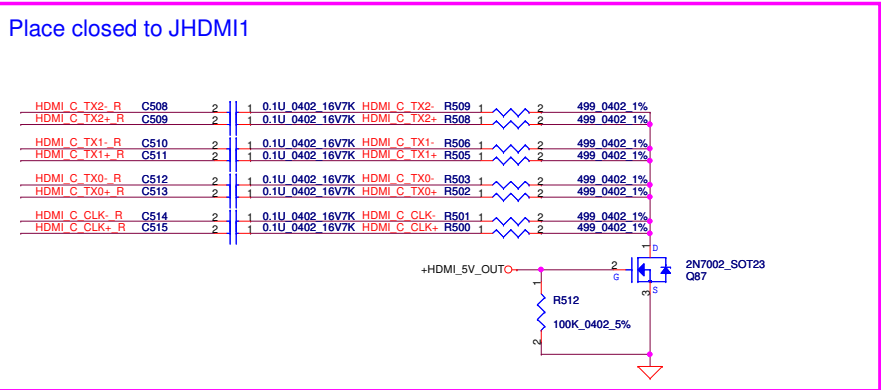 Place closed to JHDMI1
HDMI_C_TX2-_R C508 2 1 0.1U_0402_16V7K HDMI_C_TX2- R509 1 2 499_0402_1%
HDMI_C_TX2+_R C509 2 1 0.1U_0402_16V7K HDMI_C_TX2+ R508 1 2 499_0402_1%
HDMI_C_TX1-_R C510 2 1 0.1U_0402_16V7K HDMI_C_TX1- R506 1 2 499_0402_1%
HDMI_C_TX1+_R C511 2 1 0.1U_0402_16V7K HDMI_C_TX1+ R505 1 2 499_0402_1%
HDMI_C_TX0-_R C512 2 1 0.1U_0402_16V7K HDMI_C_TX0- R503 1 2 499_0402_1%
HDMI_C_TX0+_R C513 2 1 0.1U_0402_16V7K HDMI_C_TX0+ R502 1 2 499_0402_1%
HDMI_C_CLK-_R C514 2 1 0.1U_0402_16V7K HDMI_C_CLK- R501 1 2 499_0402_1%
HDMI_C_CLK+_R C515 2 1 0.1U_0402_16V7K HDMI_C_CLK+ R500 1 2 499_0402_1%
1 D
+HDMI_5V_OUT 2 2N7002_SOT23
G Q87
1 3 S
R512
100K_0402_5%
2